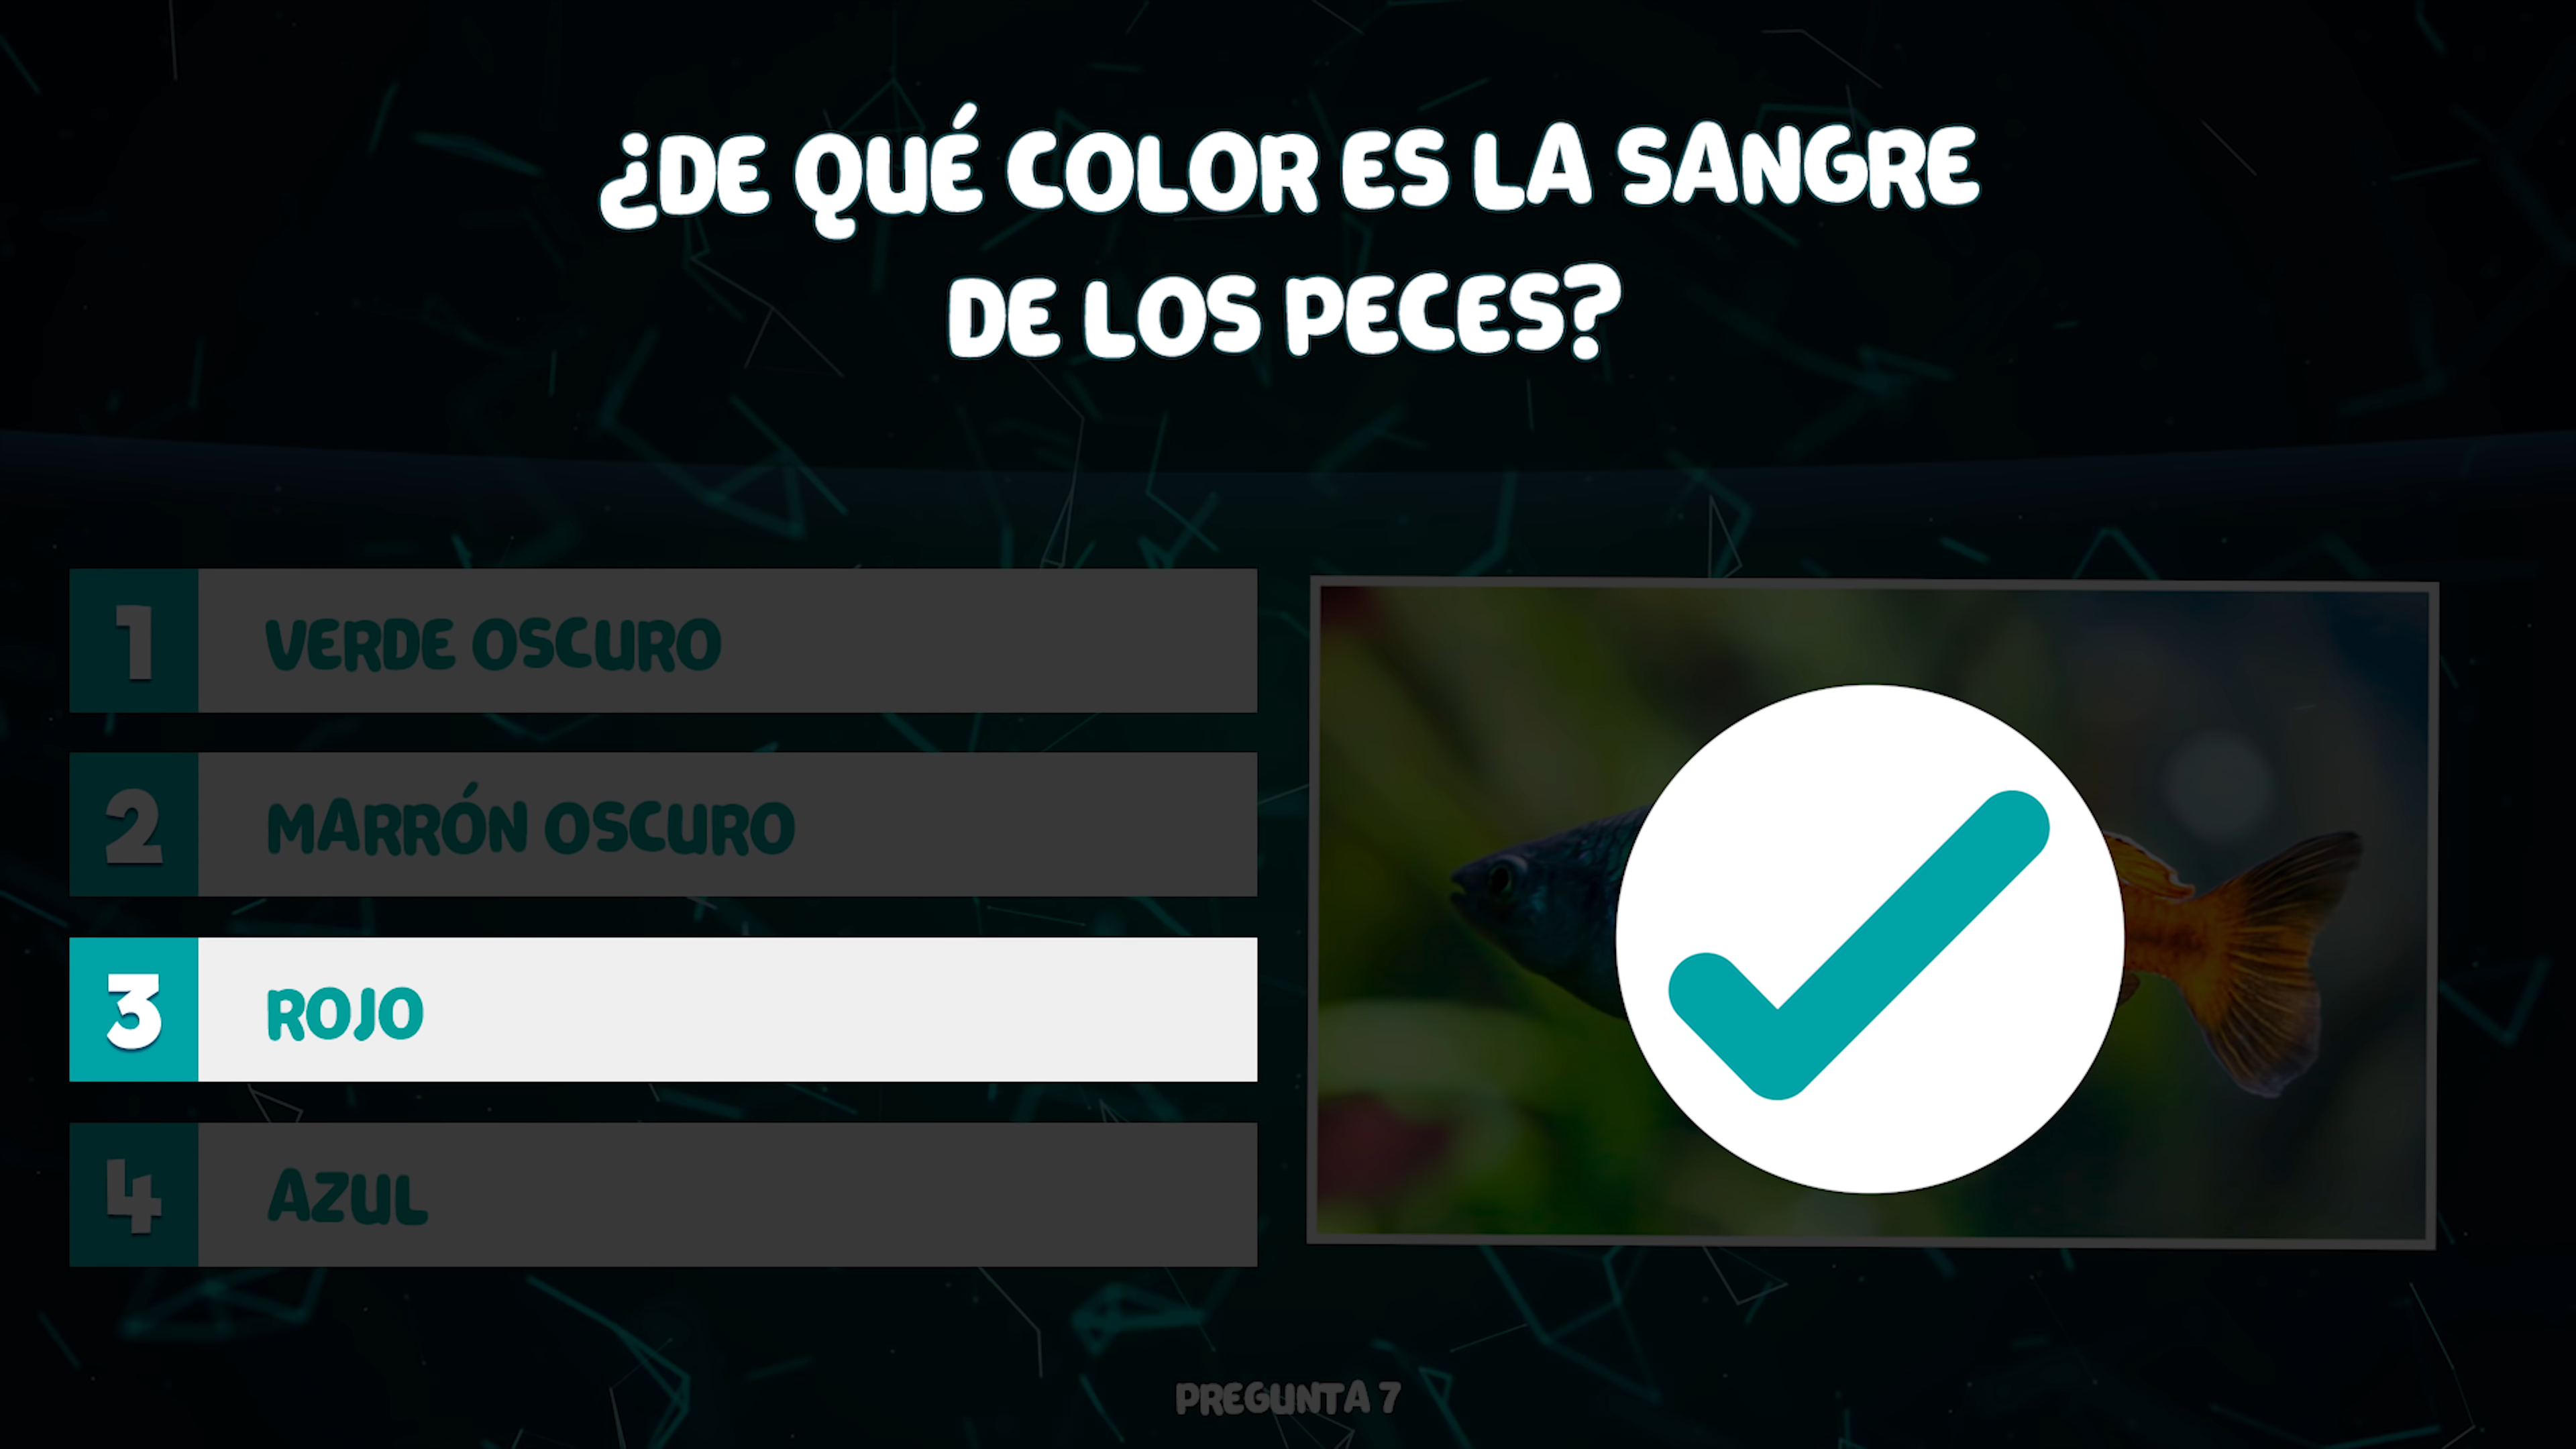 ¿DE QUÉ COLOR ES LA SANGRE
DE LOS PECES?
1 VERDE OSCURO
2 MARRÓN OSCURO
3 ROJO
4 AZUL
PREGUNTA 7